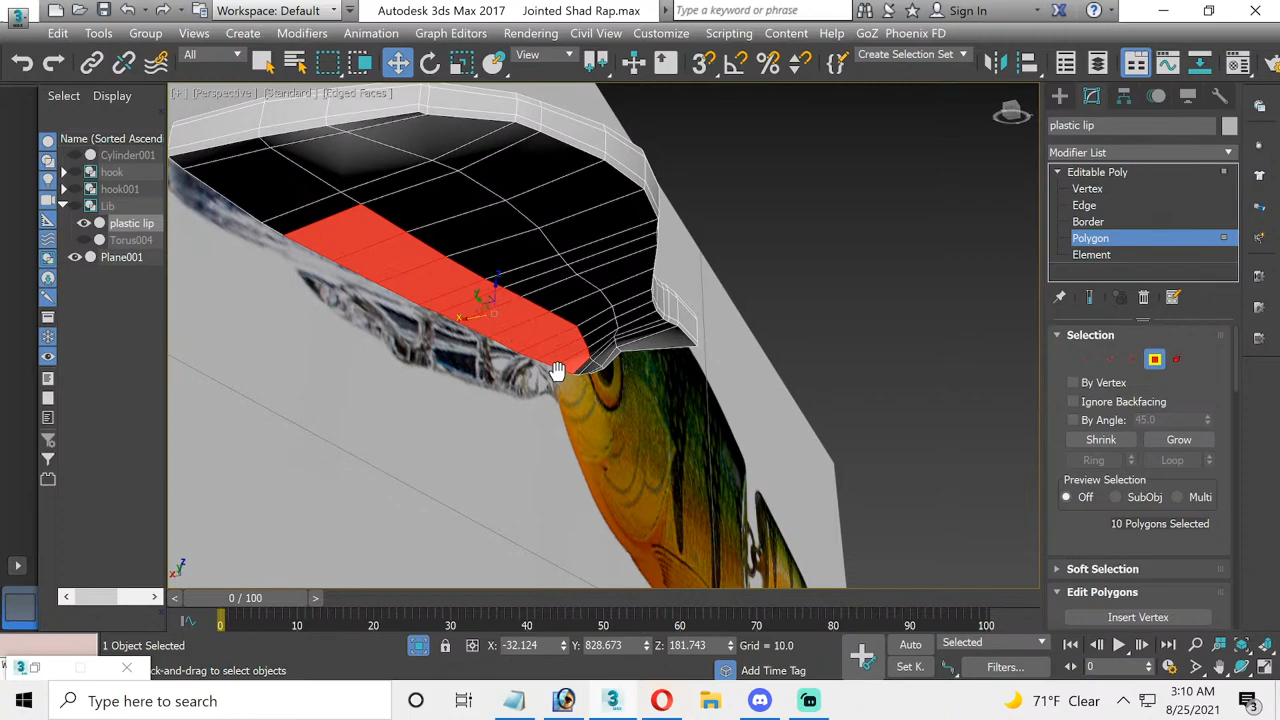 Workspace: Default
Autodesk 3ds Max 2017
Jointed Shad Rap.max
Type a keyword or phrase
Sign In
Edit Tools Group Views Create Modifiers Animation Graph Editors Rendering Civil View Customize Scripting Content Help GoZ Phoenix FD
All
View
Create Selection Set
Select Display
[+] [Perspective] [Standard] [Edged Faces]
Name (Sorted Ascend
Cylinder001
hook
hook001
Lib
plastic lip
Torus004
Plane001
plastic lip
Modifier List
Editable Poly
Vertex
Edge
Border
Polygon
Element
Selection
By Vertex
Ignore Backfacing
By Angle: 45.0
Shrink Grow
Ring Loop
Preview Selection
Off SubObj Multi
10 Polygons Selected
Soft Selection
Edit Polygons
Insert Vertex
0 / 100
0 10 20 30 40 50 60 70 80 90 100
1 Object Selected
X: -32.124 Y: 828.673 Z: 181.743 Grid = 10.0
Auto Selected
ck-and-drag to select objects
Add Time Tag
Set K. Filters...
0
Type here to search
71°F Clear
3:10 AM
8/25/2021
3